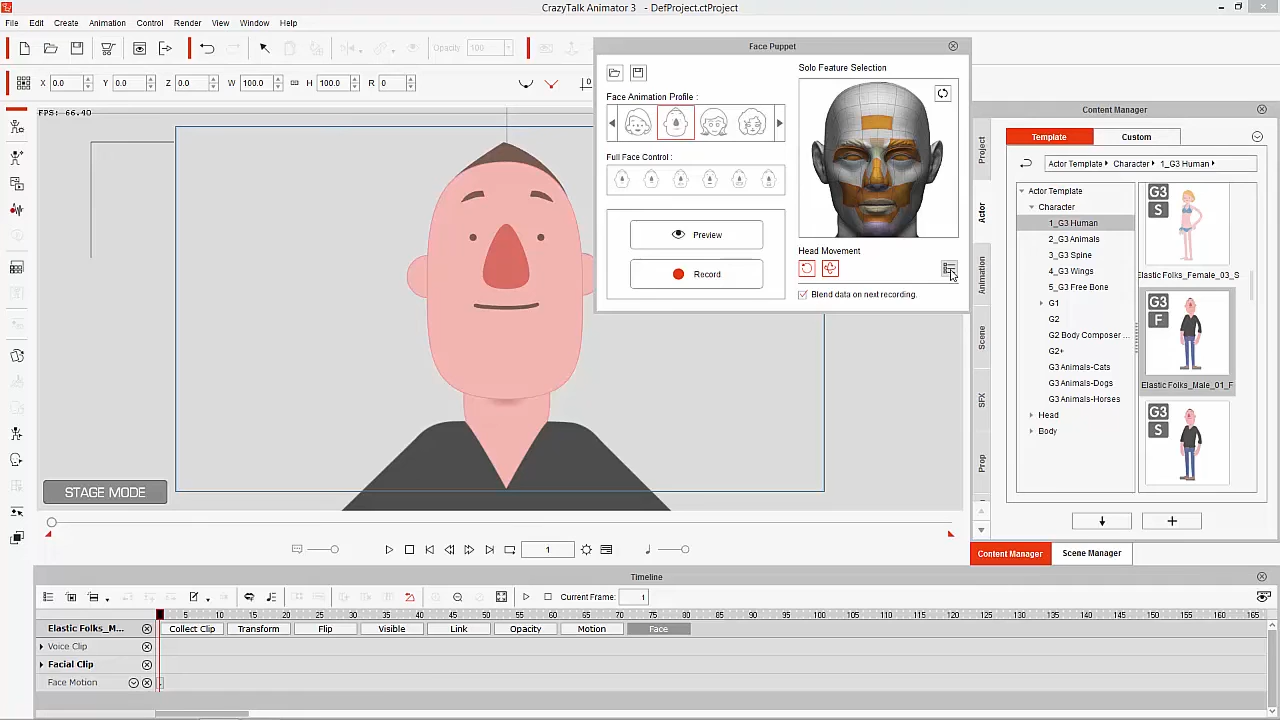 CrazyTalk Animator 3 - DefProject.ctProject
File Edit Create Animation Control Render View Window Help
Opacity 100
X 0.0 Y 0.0 Z 0.0 W 100.0 H 100.0 R 0
FPS: 66.40
Face Puppet
Face Animation Profile :
Full Face Control :
Preview
Record
Solo Feature Selection
Head Movement
Blend data on next recording.
STAGE MODE
Content Manager
Template Custom
Actor Template Character 1_G3 Human
Project
Actor
Animation
Scene
SFX
Prop
Actor Template
Character
1_G3 Human
2_G3 Animals
3_G3 Spine
4_G3 Wings
5_G3 Free Bone
G1
G2
G2 Body Composer ...
G2+
G3 Animals-Cats
G3 Animals-Dogs
G3 Animals-Horses
Head
Body
G3
S
Elastic Folks_Female_03_S
G3
F
Elastic Folks_Male_01_F
G3
S
Content Manager Scene Manager
1
Timeline
Current Frame: 1
5 10 15 20 25 30 35 40 45 50 55 60 65 70 75 80 85 90 95 100 105 110 115 120 125 130 135 140 145 150 155 160 165
Elastic Folks_M... Collect Clip Transform Flip Visible Link Opacity Motion Face
Voice Clip
Facial Clip
Face Motion